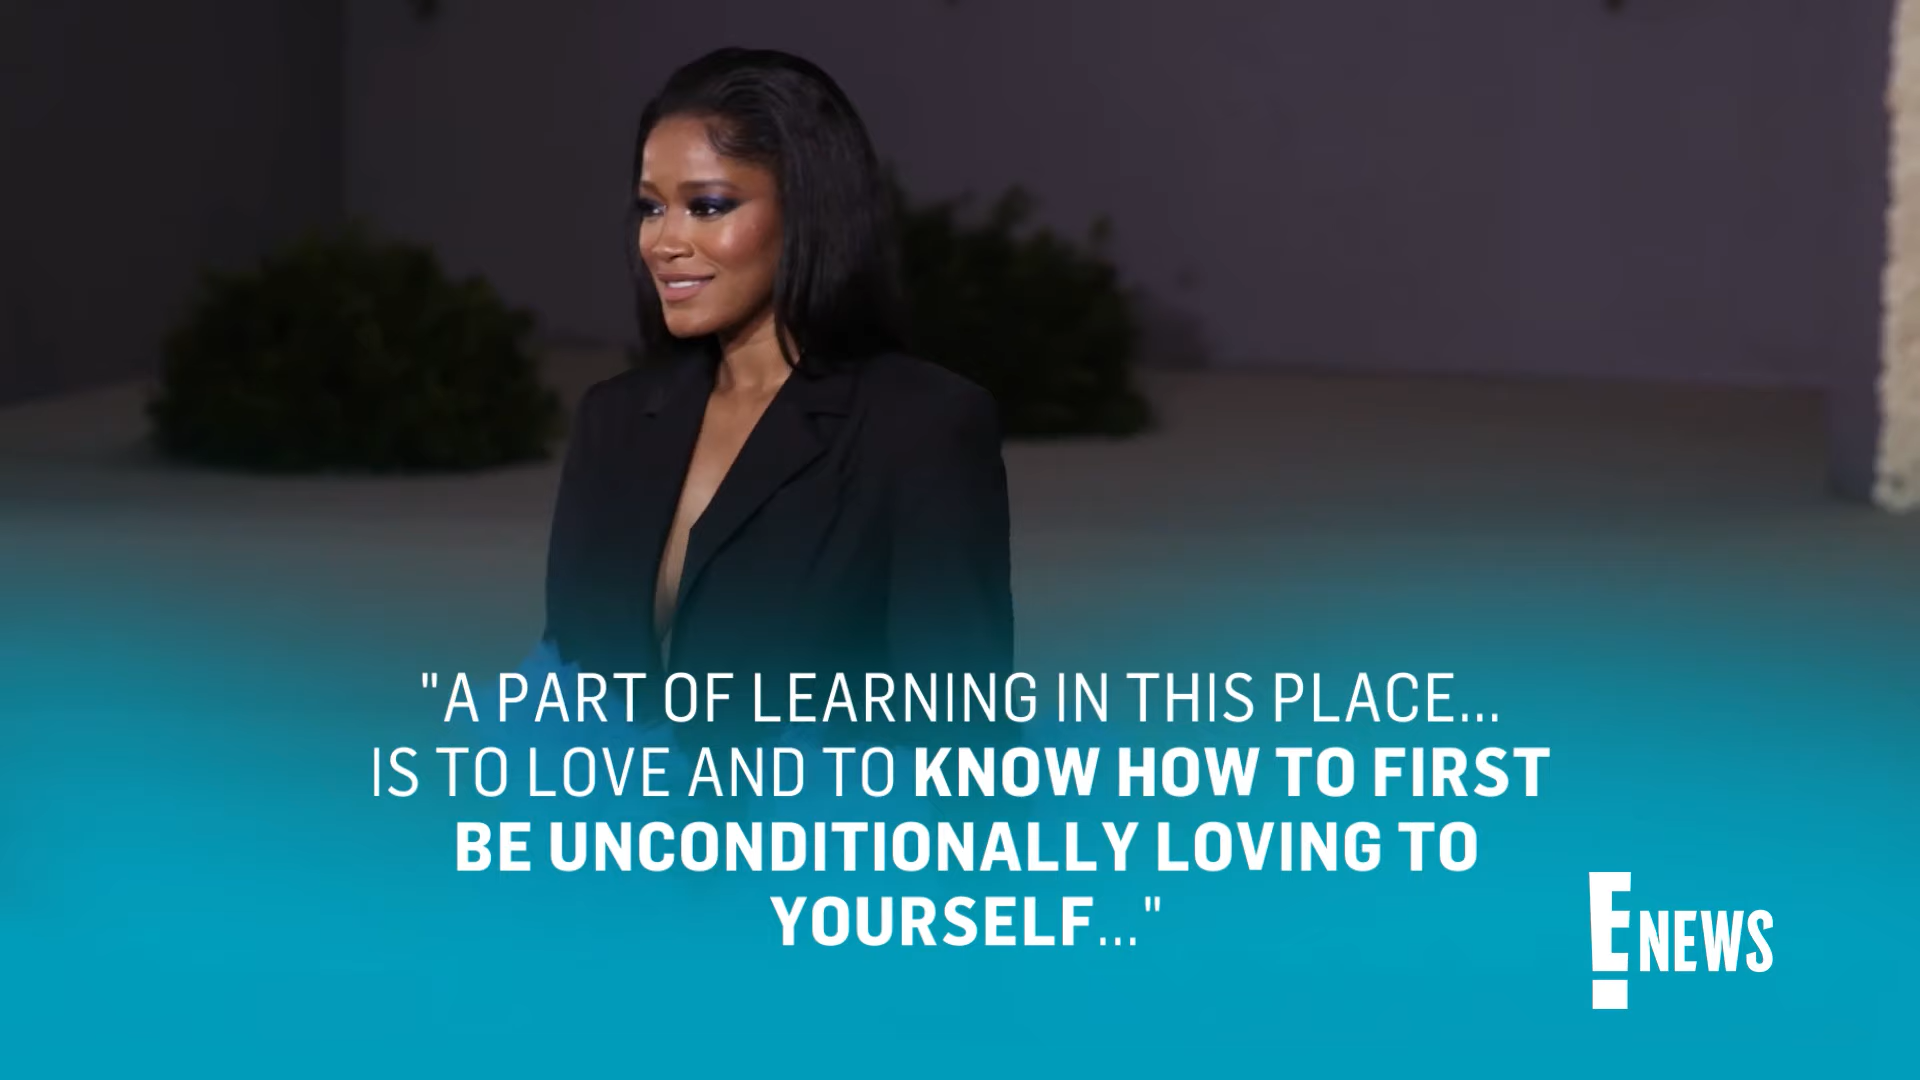 "A PART OF LEARNING IN THIS PLACE...
IS TO LOVE AND TO KNOW HOW TO FIRST
BE UNCONDITIONALLY LOVING TO
YOURSELF..."
E! NEWS